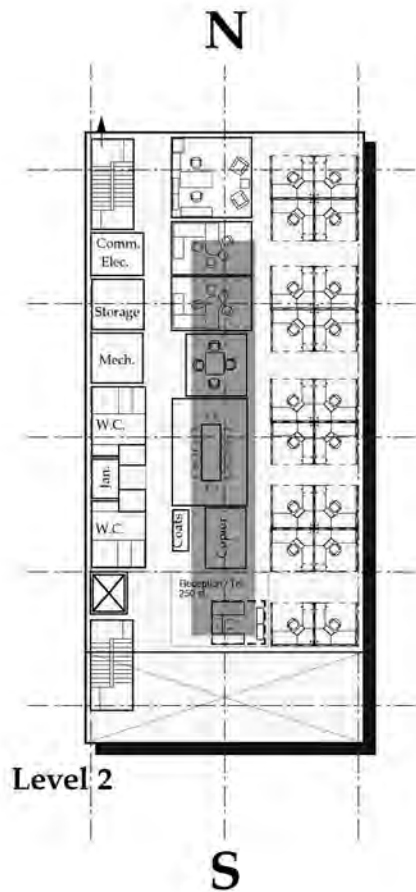 N
Comm.
Elec.
Storage
Mech.
W.C.
Jan.
W.C.
Coats
Copier
Reception / Tel.
250 sf
Level 2
S